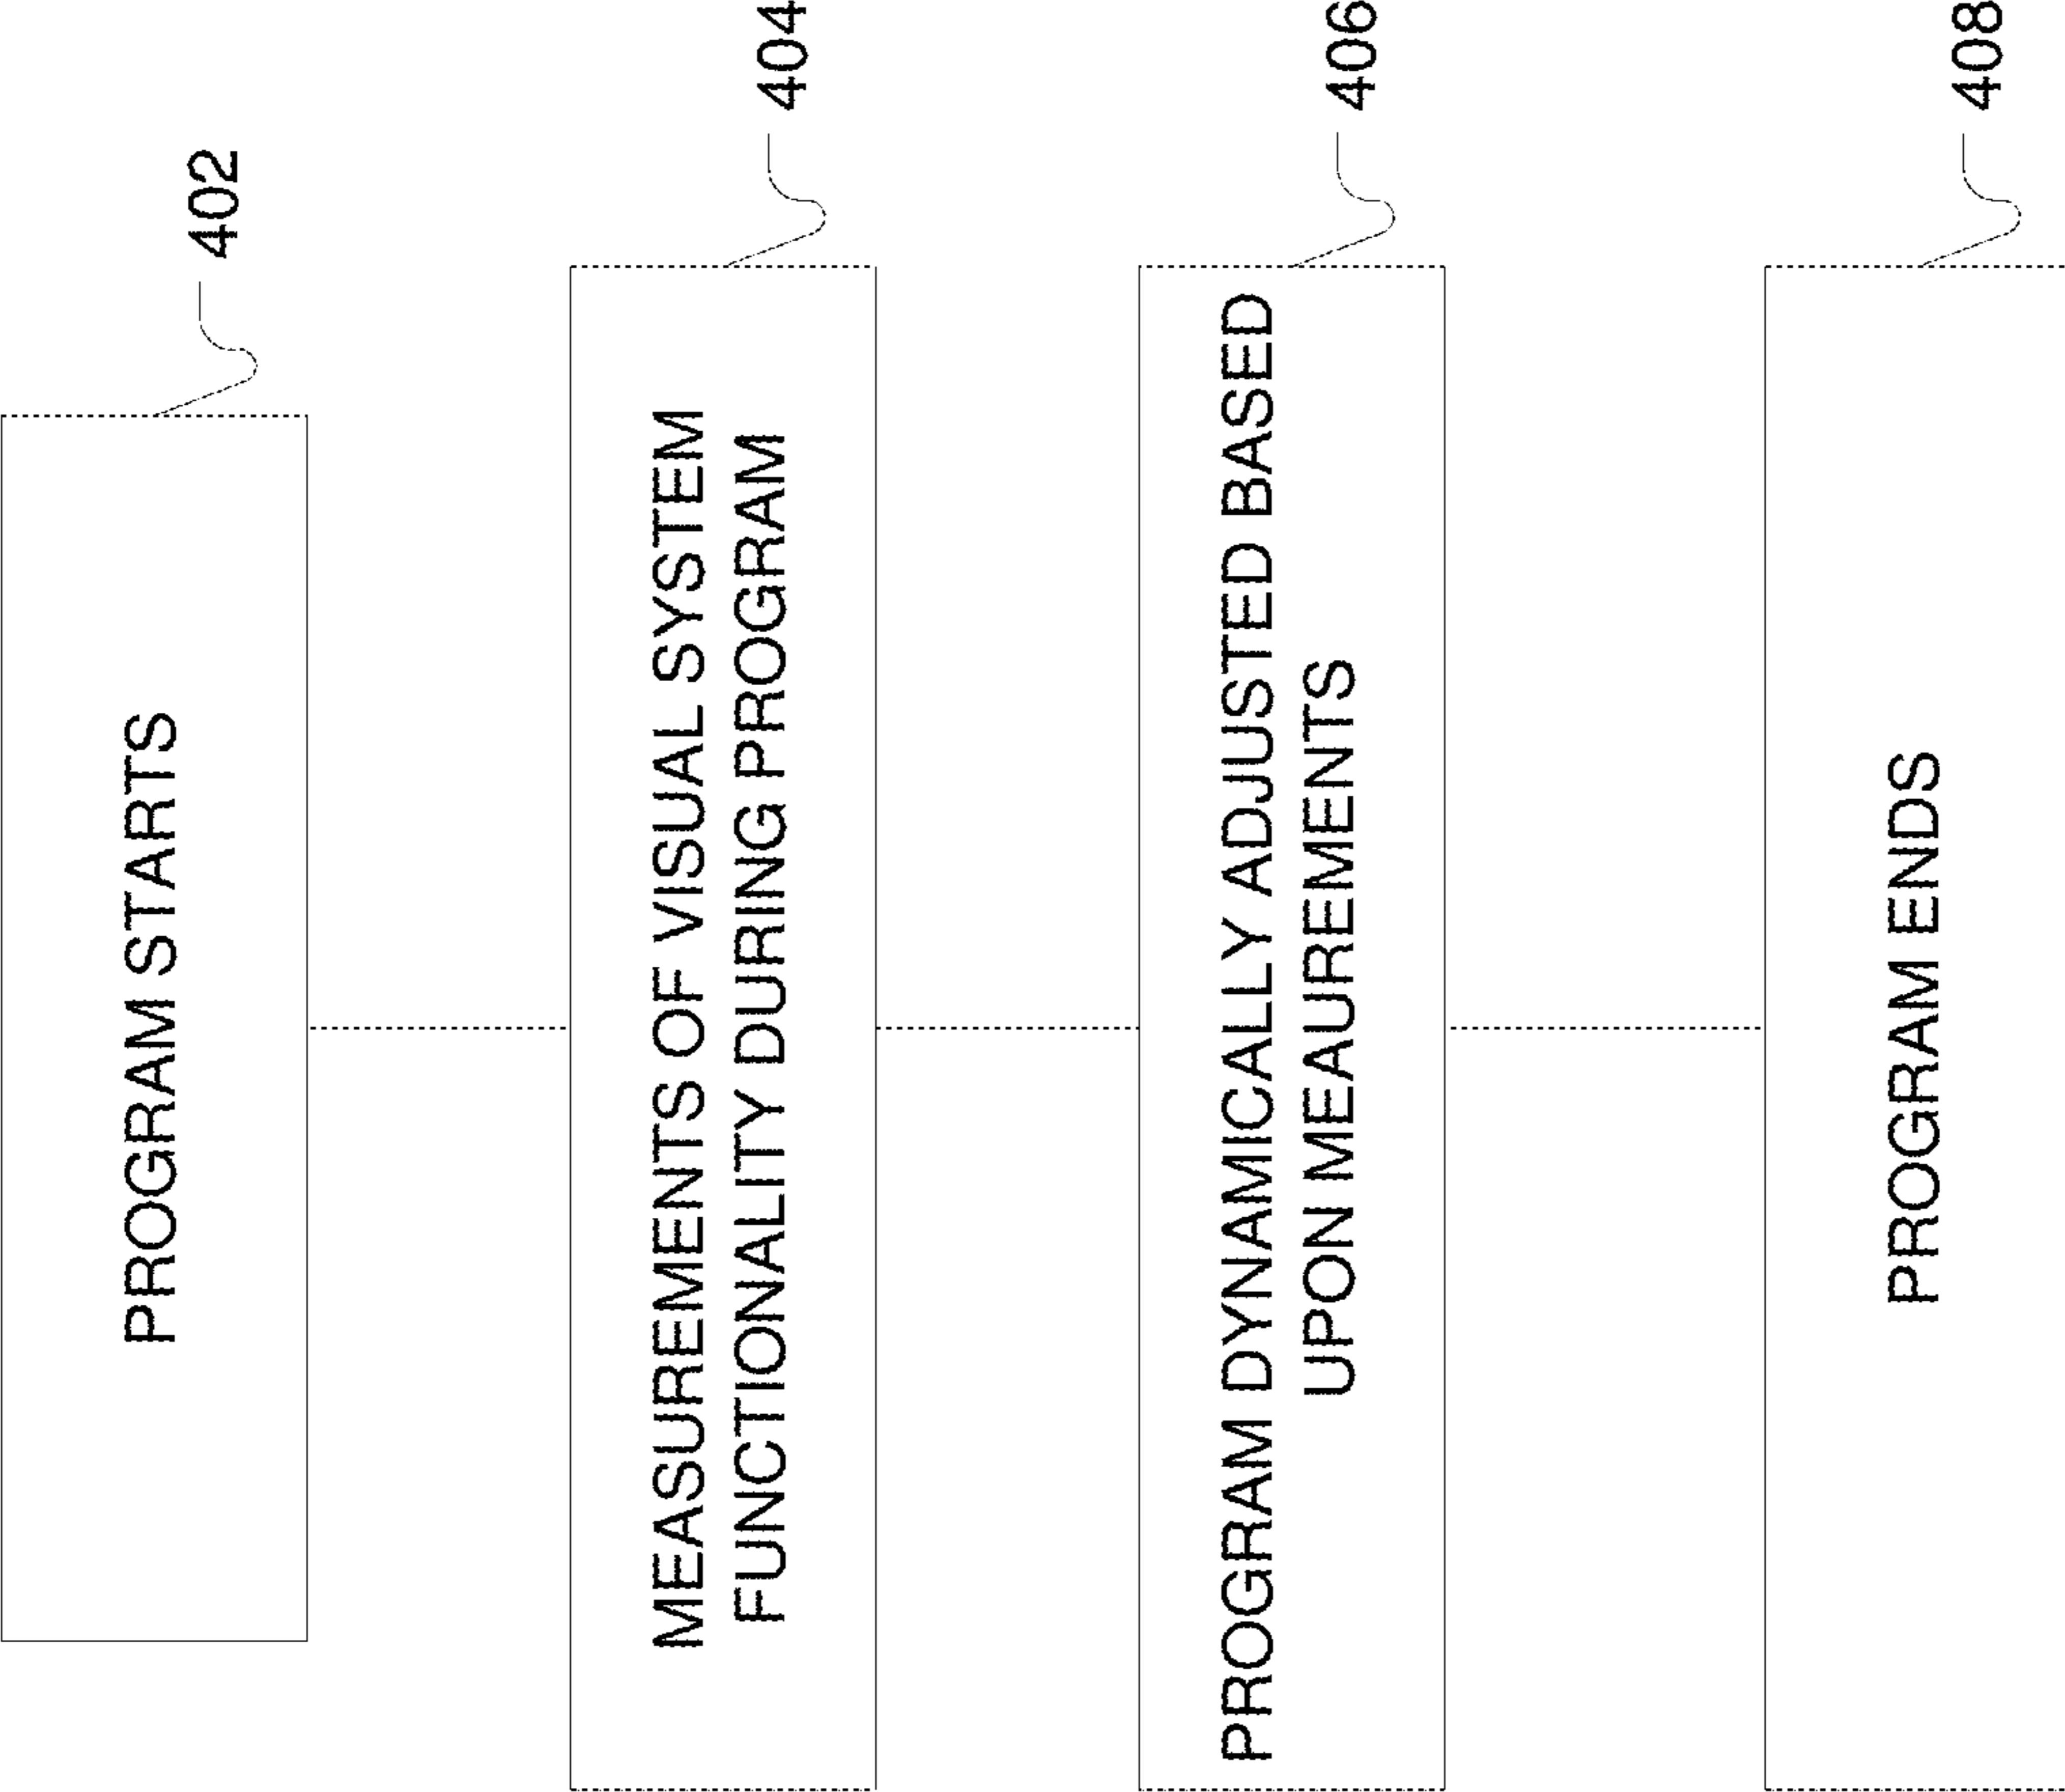 402
PROGRAM STARTS
404
MEASUREMENTS OF VISUAL SYSTEM
FUNCTIONALITY DURING PROGRAM
406
PROGRAM DYNAMICALLY ADJUSTED BASED
UPON MEAUREMENTS
408
PROGRAM ENDS